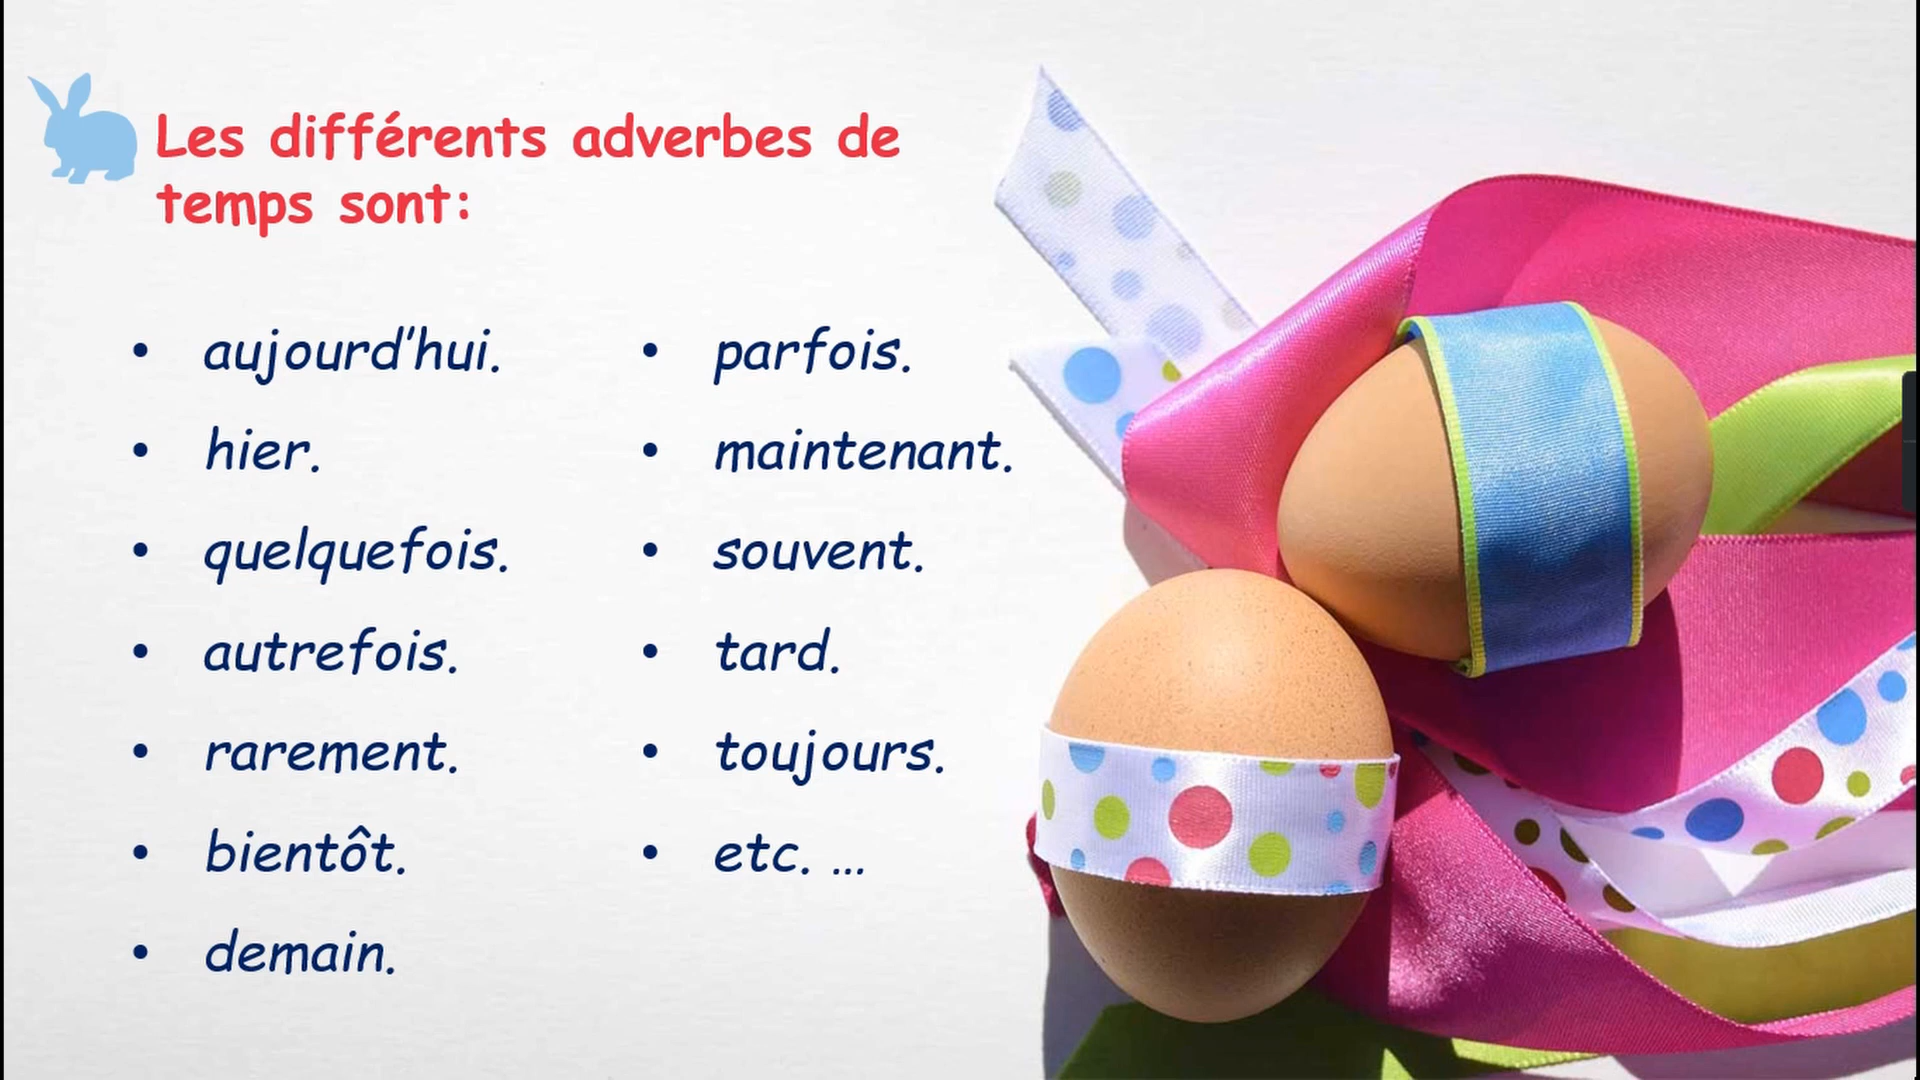 Les différents adverbes de
temps sont:
• aujourd’hui.
• hier.
• quelquefois.
• autrefois.
• rarement.
• bientôt.
• demain.
• parfois.
• maintenant.
• souvent.
• tard.
• toujours.
• etc. …